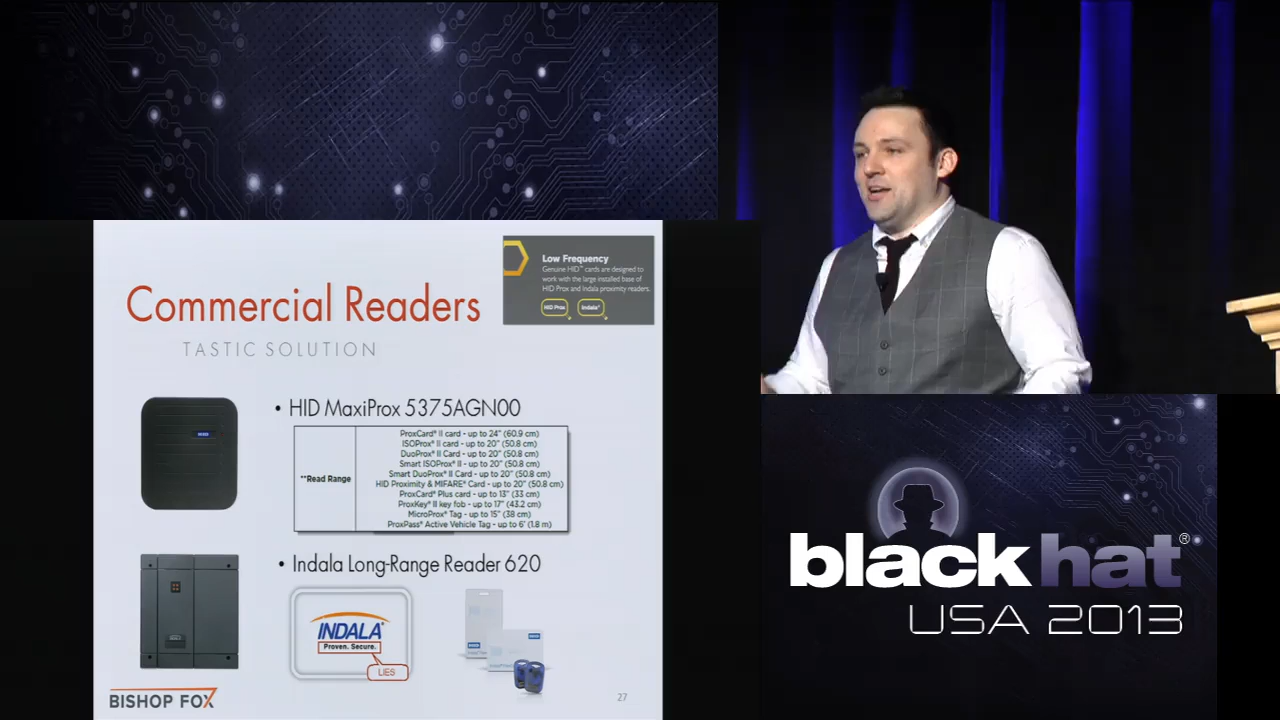 Low Frequency
Genuine HID™ cards are designed to
work with the large installed base of
HID Prox and Indala proximity readers.
HID Prox
Indala®
Commercial Readers
TASTIC SOLUTION
• HID MaxiProx 5375AGN00
**Read Range
ProxCard® II card - up to 24" (60.9 cm)
ISOProx® II card - up to 20" (50.8 cm)
DuoProx® II Card - up to 20" (50.8 cm)
Smart ISOProx® II - up to 20" (50.8 cm)
Smart DuoProx® II Card - up to 20" (50.8 cm)
HID Proximity & MIFARE® Card - up to 20" (50.8 cm)
ProxCard® Plus card - up to 13" (33 cm)
ProxKey® II key fob - up to 17" (43.2 cm)
MicroProx® Tag - up to 15" (38 cm)
ProxPass® Active Vehicle Tag - up to 6' (1.8 m)
• Indala Long-Range Reader 620
INDALA®
Proven. Secure.
LIES
BISHOP FOX
27
black hat®
USA 2013